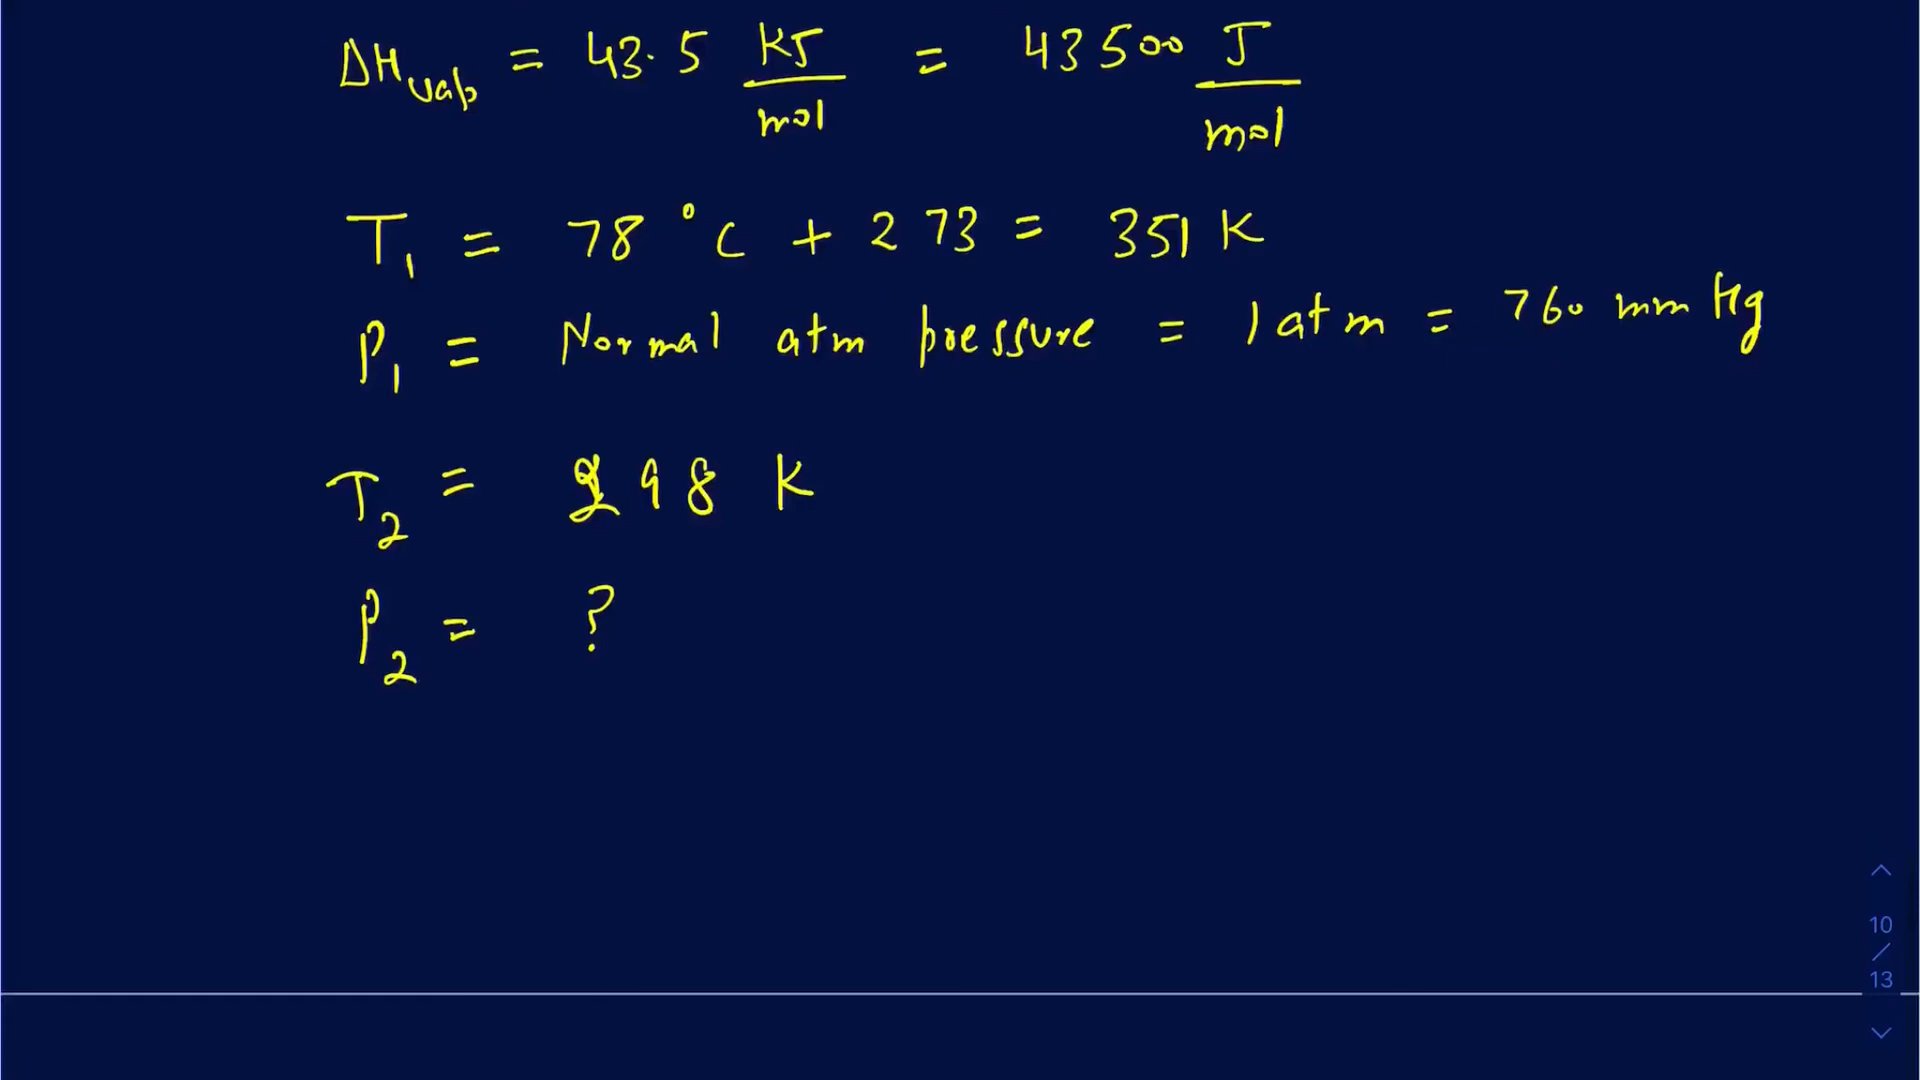 ΔHvap = 43.5 KJ/mol = 43500 J/mol
T1 = 78 °C + 273 = 351 K
P1 = Normal atm pressure = 1 atm = 760 mm Hg
T2 = 298 K
P2 = ?
10
/
13